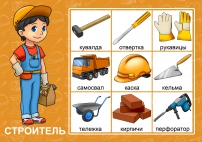 кувалда отвертка рукавицы
самосвал каска кельма
тележка кирпичи перфоратор
СТРОИТЕЛЬ